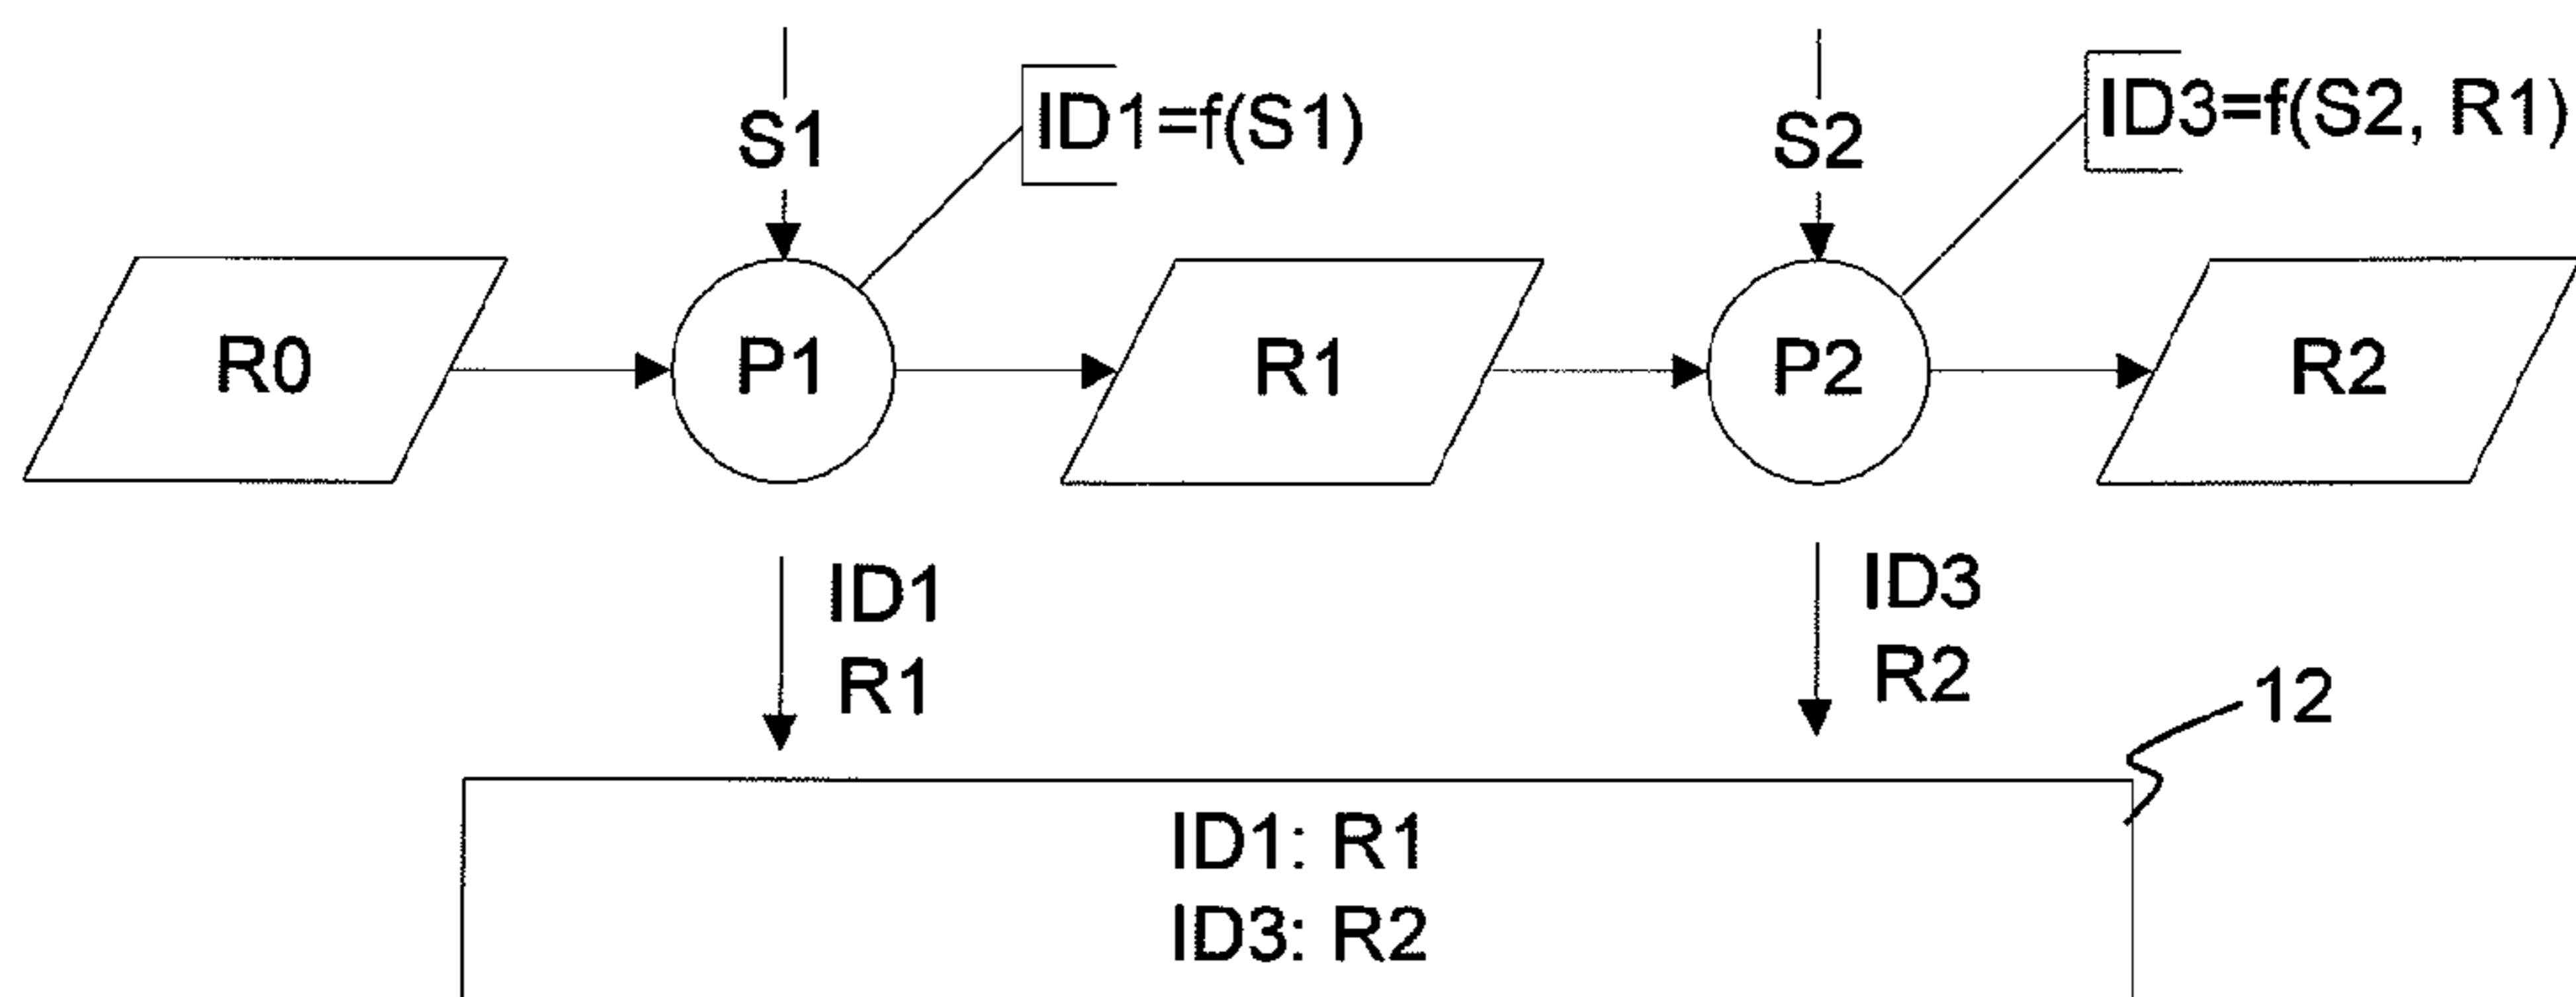 S1
ID1=f(S1)
S2
ID3=f(S2, R1)
R0
P1
R1
P2
R2
ID1
R1
ID3
R2
12
ID1: R1
ID3: R2